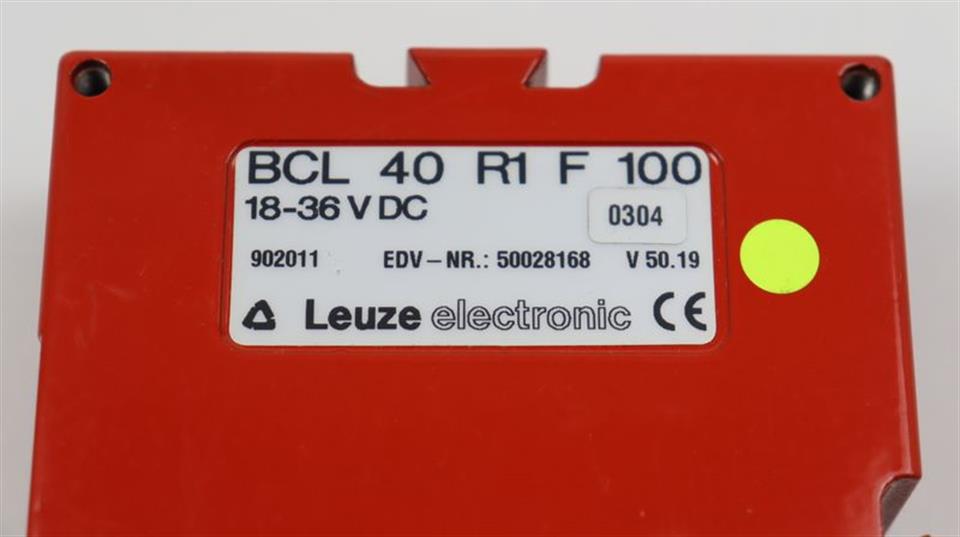 BCL 40 R1 F 100
18-36 V DC
0304
902011 EDV-NR.: 50028168 V 50.19
Leuze electronic CE